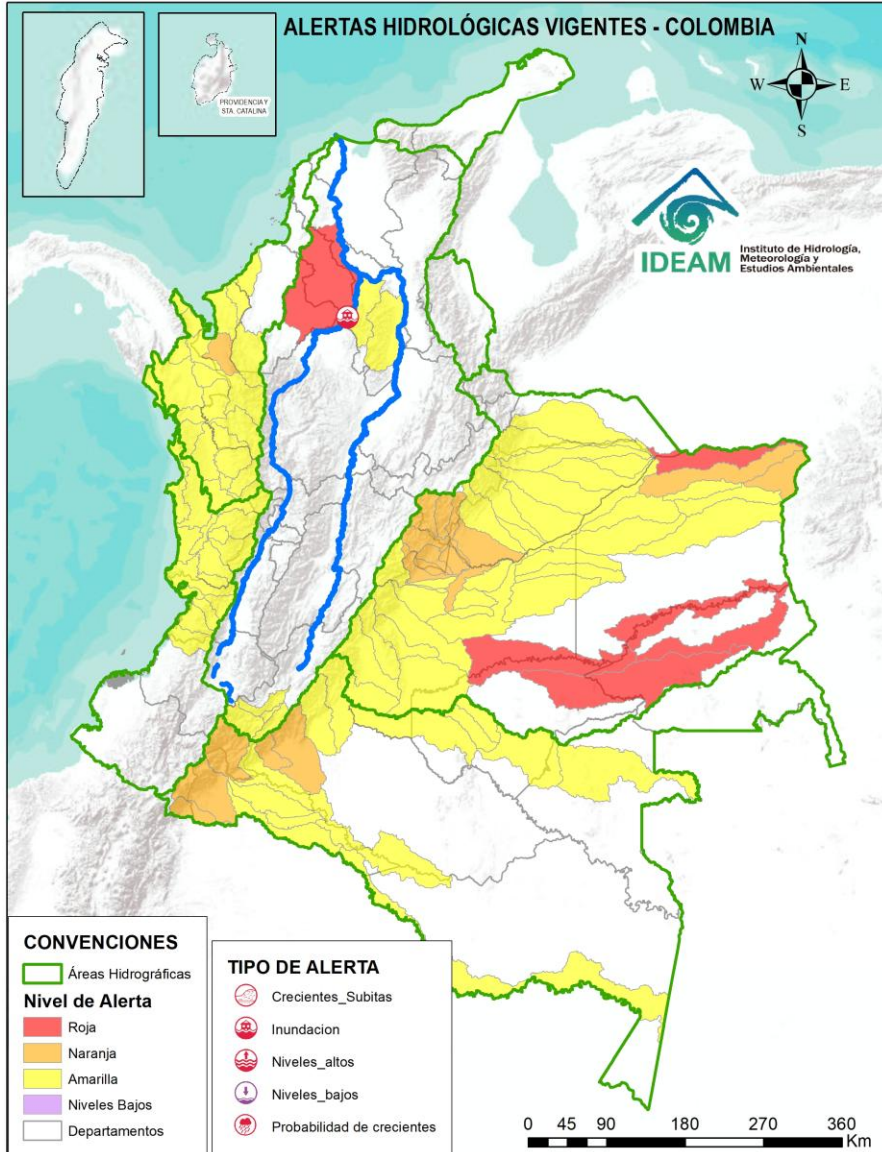 ALERTAS HIDROLÓGICAS VIGENTES - COLOMBIA
PROVIDENCIA Y
STA. CATALINA
N
W
E
S
IDEAM
Instituto de Hidrología,
Meteorología y
Estudios Ambientales
CONVENCIONES
Áreas Hidrográficas
Nivel de Alerta
Roja
Naranja
Amarilla
Niveles Bajos
Departamentos
TIPO DE ALERTA
Crecientes_Subitas
Inundacion
Niveles_altos
Niveles_bajos
Probabilidad de crecientes
0 45 90 180 270 360
Km